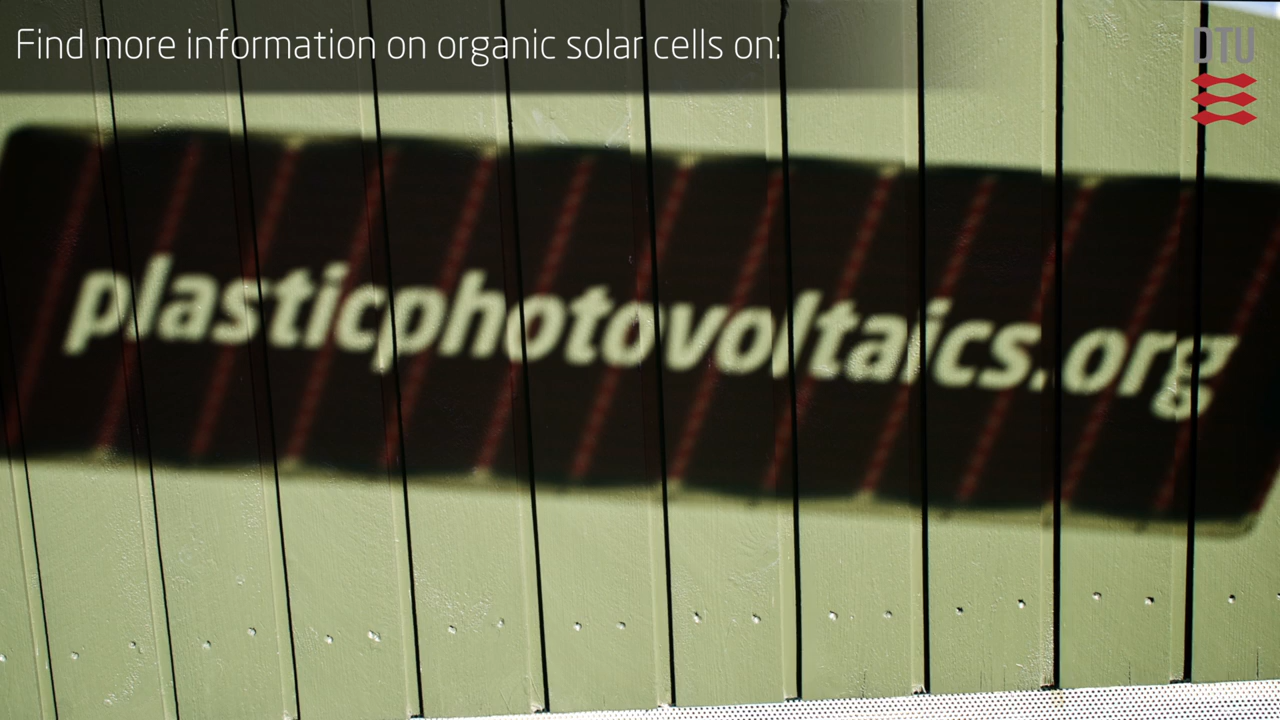 Find more information on organic solar cells on:
DTU
plasticphotovoltaics.org